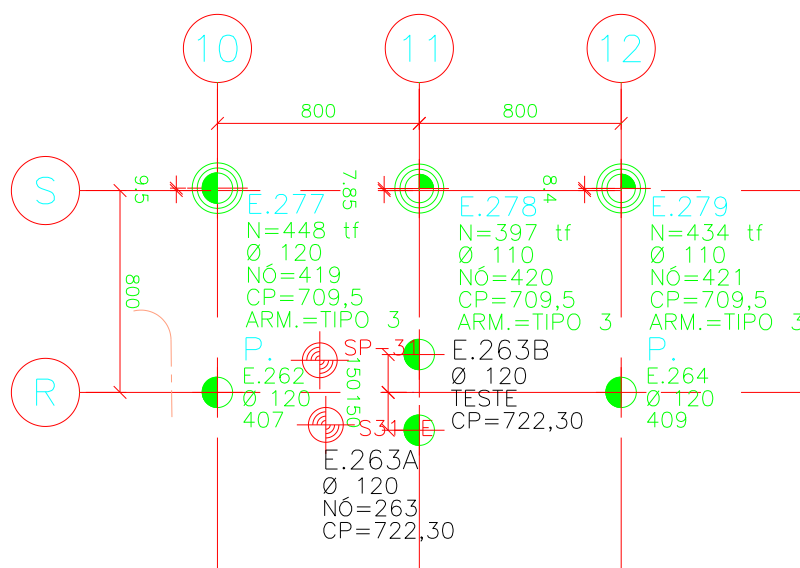 10
11
12
800
800
S
9.5
7.85
8.4
E.277
N=448 tf
Ø 120
NÓ=419
CP=709,5
ARM.=TIPO 3
E.278
N=397 tf
Ø 110
NÓ=420
CP=709,5
ARM.=TIPO 3
E.279
N=434 tf
Ø 110
NÓ=421
CP=709,5
ARM.=TIPO 3
800
R
P.
E.262
Ø 120
407
SP-31
150
150
S31
E
E.263B
Ø 120
TESTE
CP=722,30
P.
E.264
Ø 120
409
E.263A
Ø 120
NÓ=263
CP=722,30